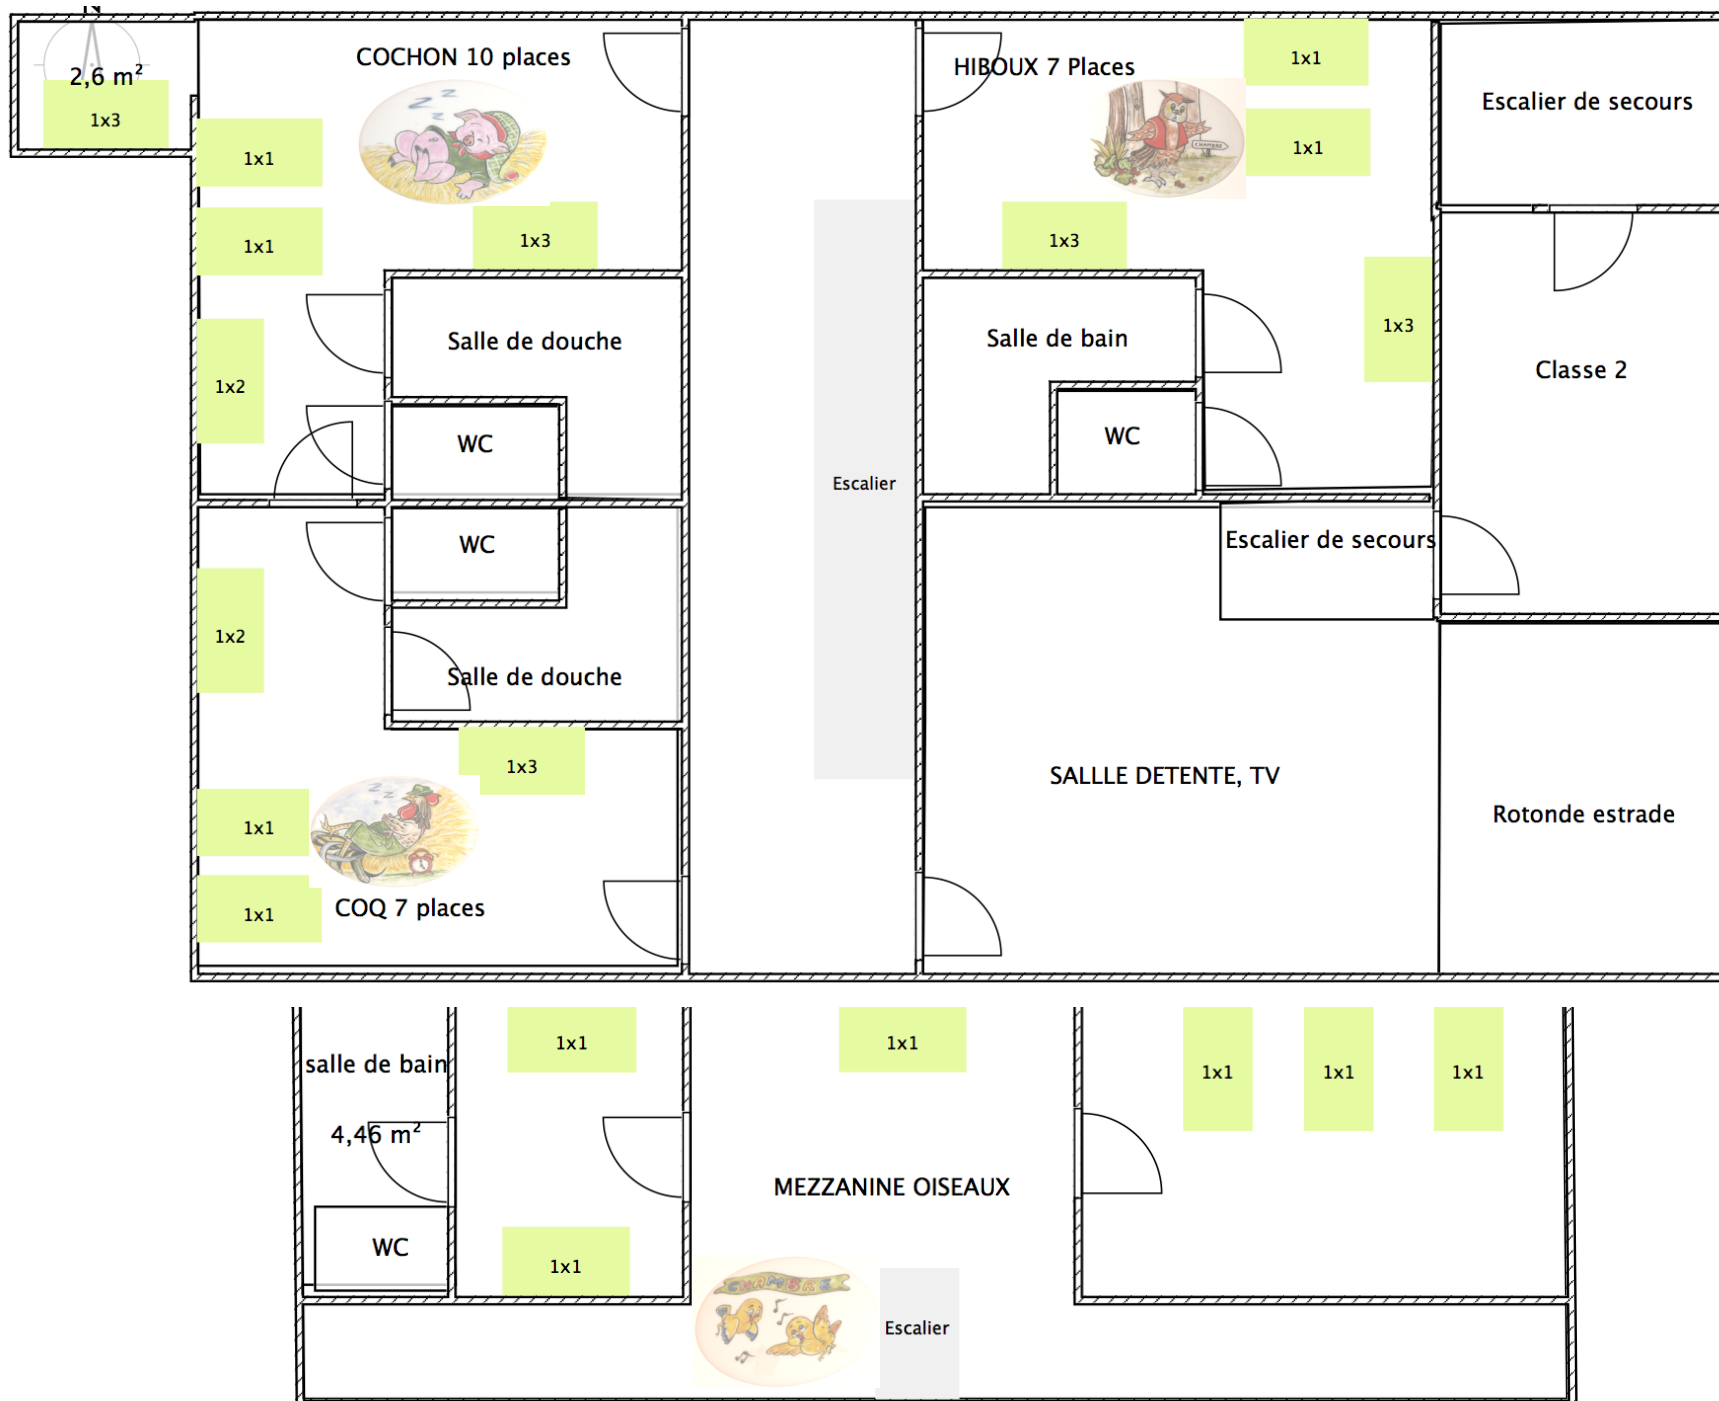 N
2,6 m²
1x3
COCHON 10 places
1x1
1x1
1x3
1x2
Salle de douche
WC
HIBOUX 7 Places
1x1
1x1
CHAMBRE
1x3
1x3
Salle de bain
WC
Escalier de secours
Classe 2
Escalier
WC
Salle de douche
1x2
1x3
1x1
1x1
COQ 7 places
Escalier de secours
SALLLE DETENTE, TV
Rotonde estrade
salle de bain
4,46 m²
WC
1x1
1x1
1x1
MEZZANINE OISEAUX
CHAMBRE
Escalier
1x1
1x1
1x1